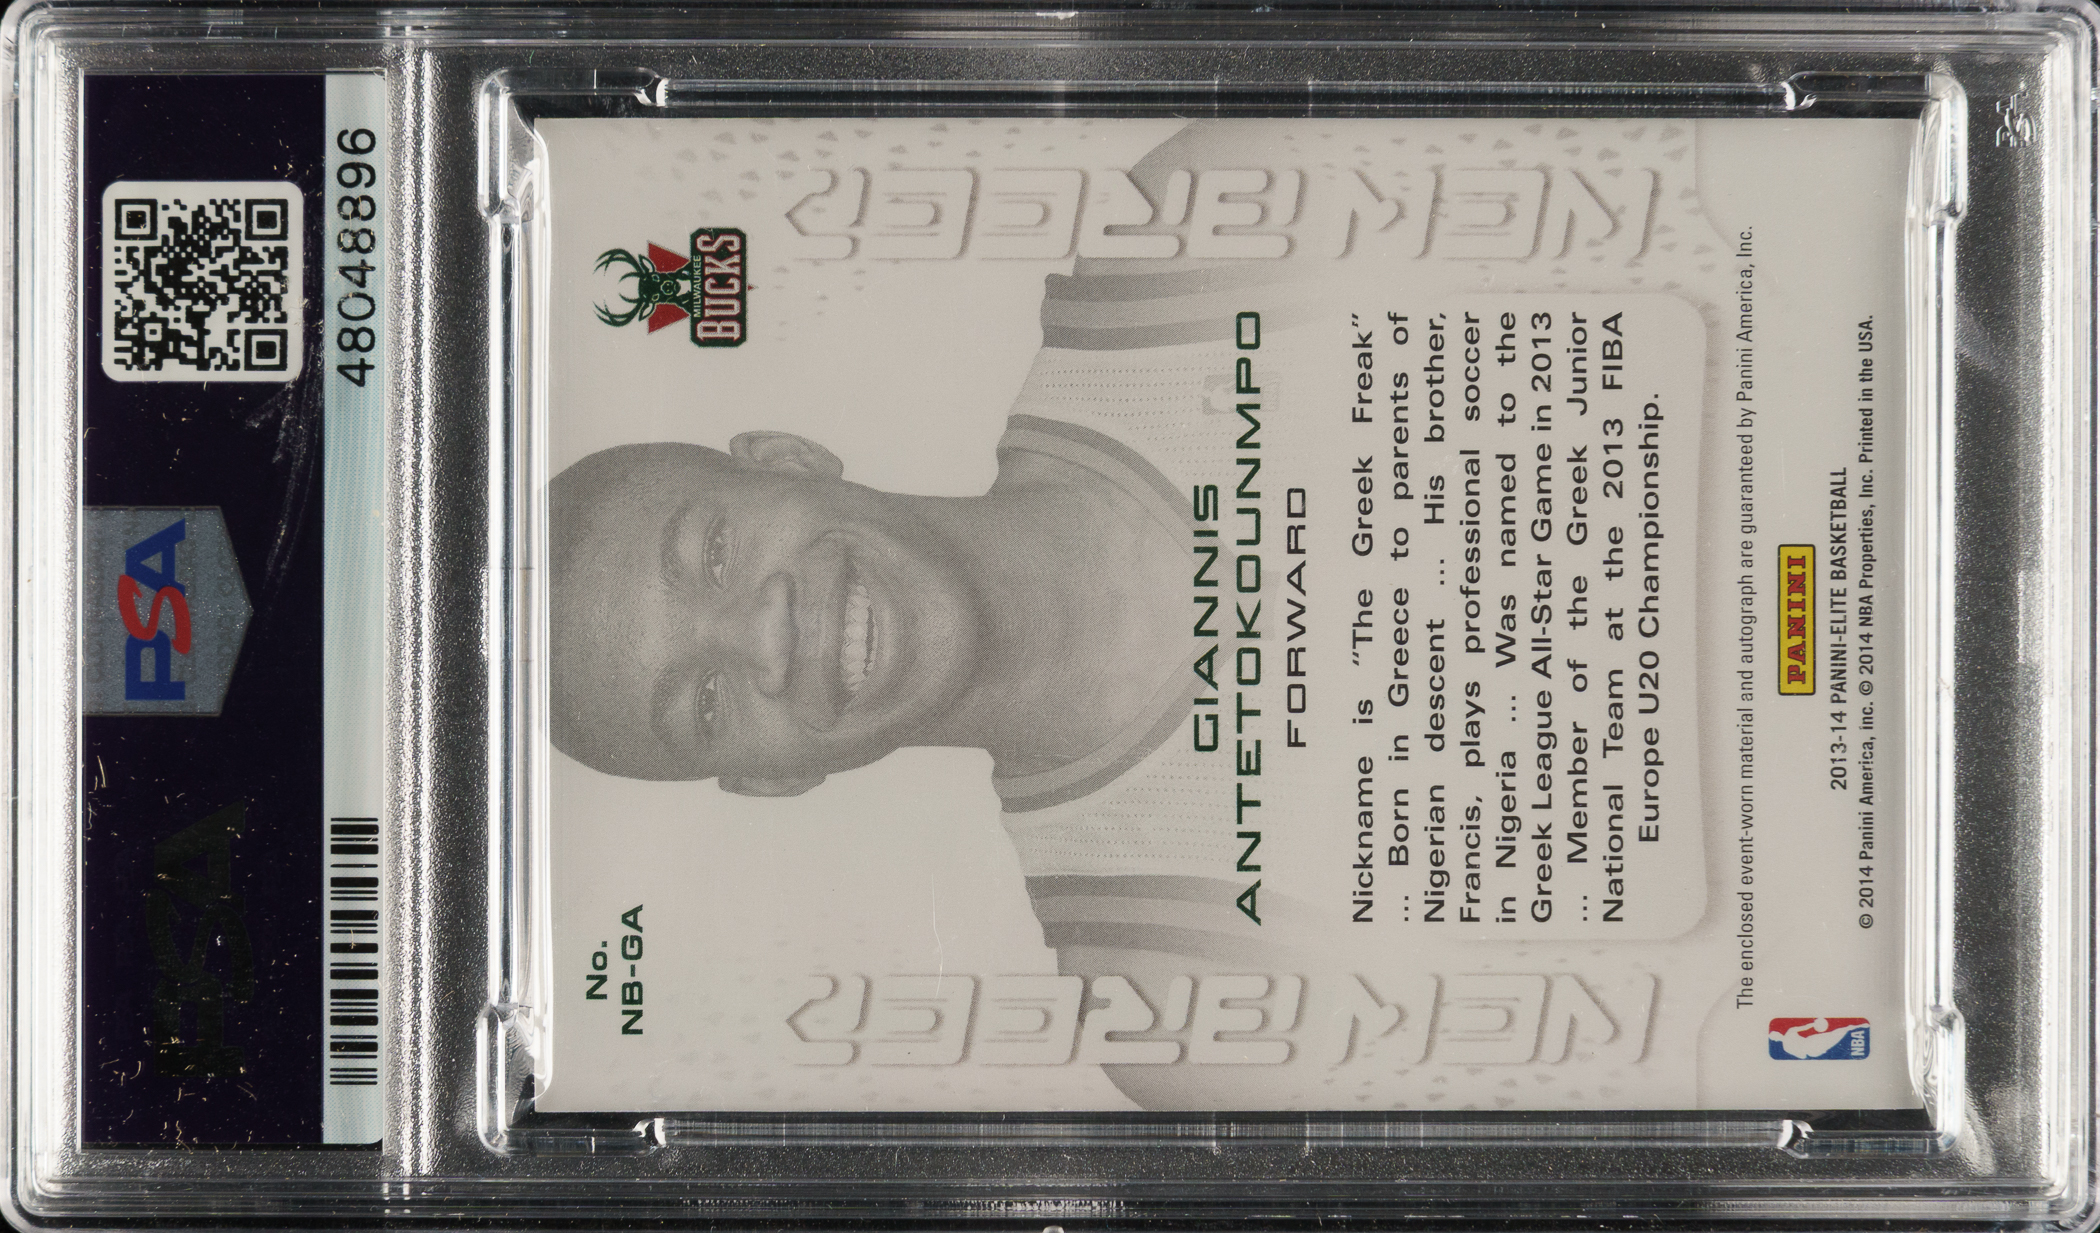 PSA
48048896
PSA
No.
NB-GA
MILWAUKEE
BUCKS
NEW BREED
NEW BREED
GIANNIS
ANTETOKOUNMPO
FORWARD
Nickname is "The Greek Freak"
... Born in Greece to parents of
Nigerian descent ... His brother,
Francis, plays professional soccer
in Nigeria ... Was named to the
Greek League All-Star Game in 2013
... Member of the Greek Junior
National Team at the 2013 FIBA
Europe U20 Championship.
The enclosed event-worn material and autograph are guaranteed by Panini America, Inc.
NBA
PANINI
2013-14 PANINI-ELITE BASKETBALL
© 2014 Panini America, Inc. © 2014 NBA Properties, Inc. Printed in the USA.
PSA